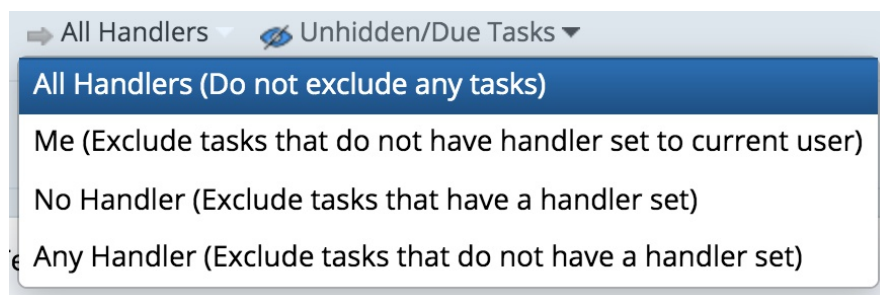 All Handlers Unhidden/Due Tasks
All Handlers (Do not exclude any tasks)
Me (Exclude tasks that do not have handler set to current user)
No Handler (Exclude tasks that have a handler set)
Any Handler (Exclude tasks that do not have a handler set)